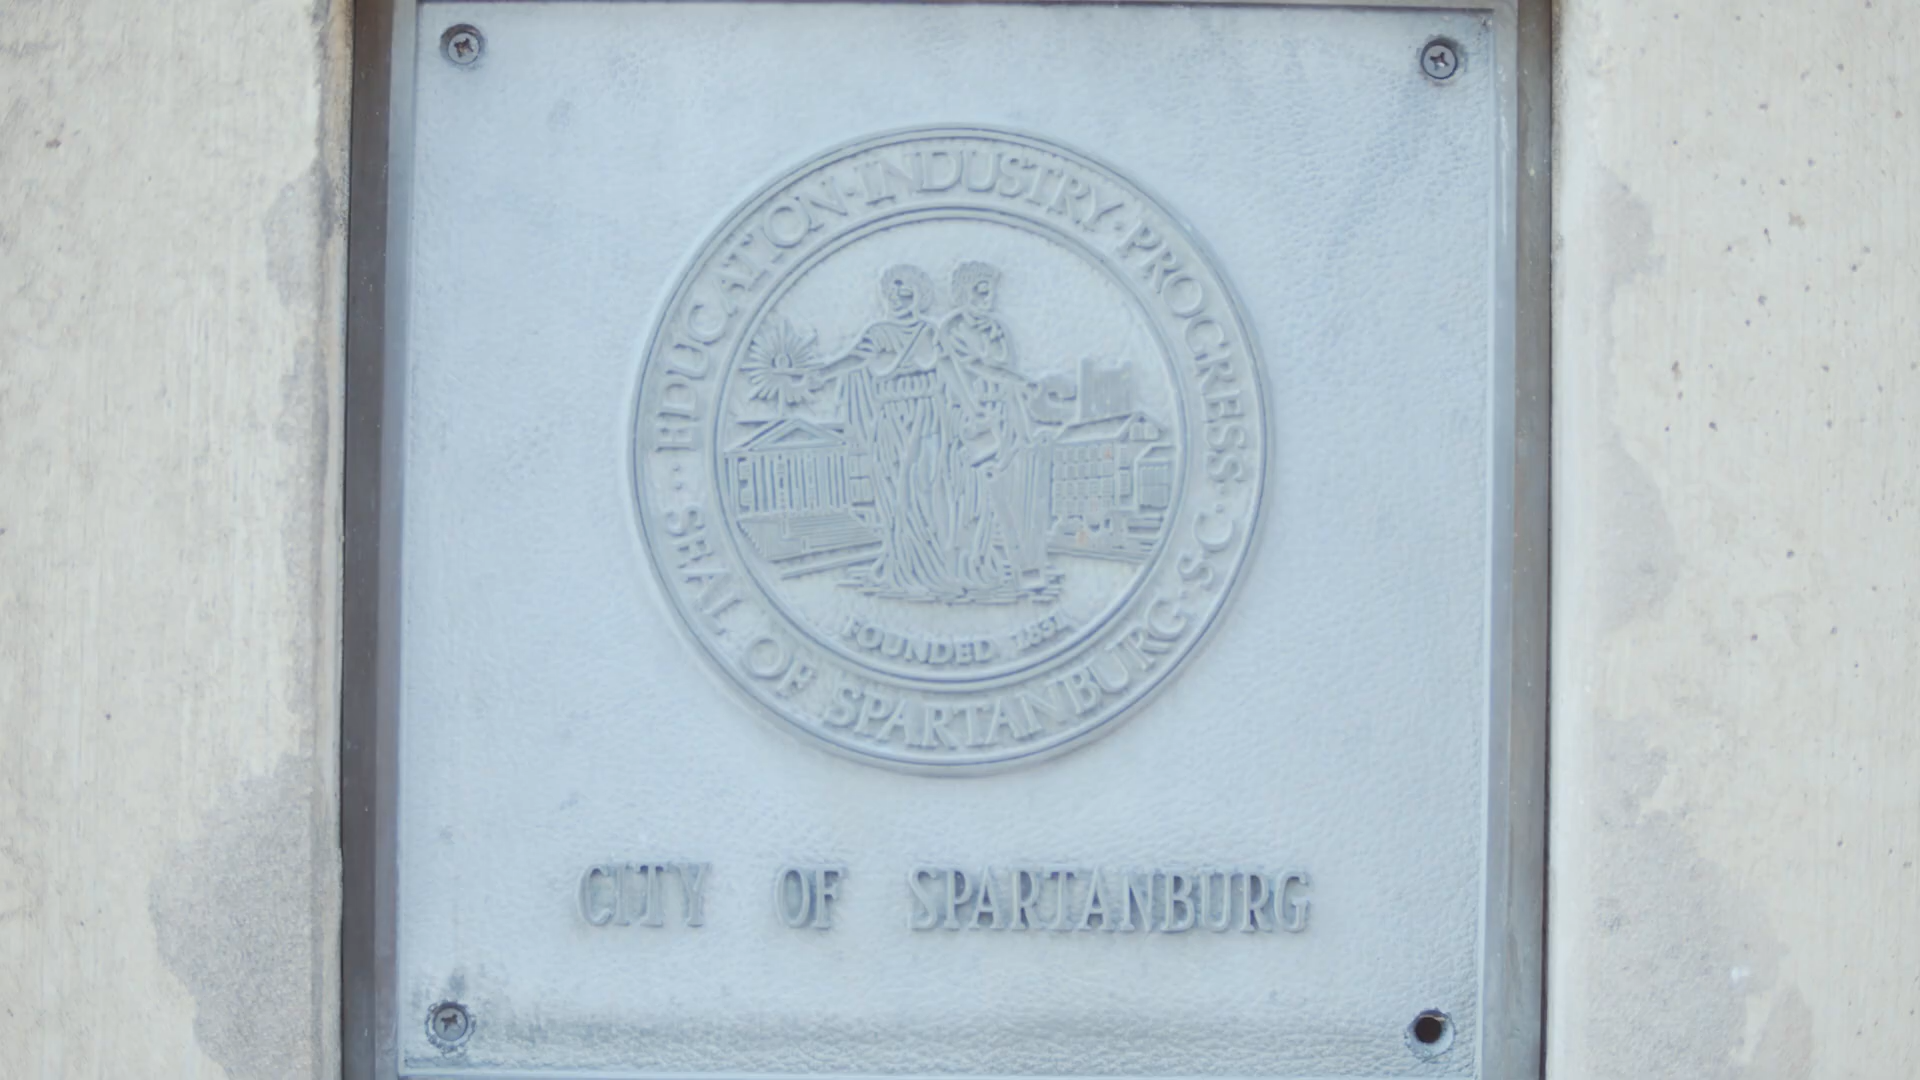 EDUCATION · INDUSTRY · PROGRESS
SEAL OF SPARTANBURG · S · C ·
FOUNDED 1831
CITY OF SPARTANBURG